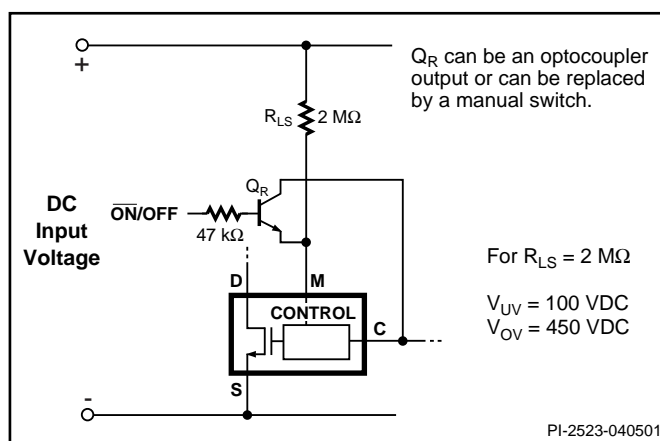 +
Q_R can be an optocoupler
output or can be replaced
by a manual switch.
R_LS 2 MΩ
Q_R
DC
Input
Voltage
O̅N̅/OFF
47 kΩ
For R_LS = 2 MΩ
D M
CONTROL
C
V_UV = 100 VDC
V_OV = 450 VDC
S
-
PI-2523-040501